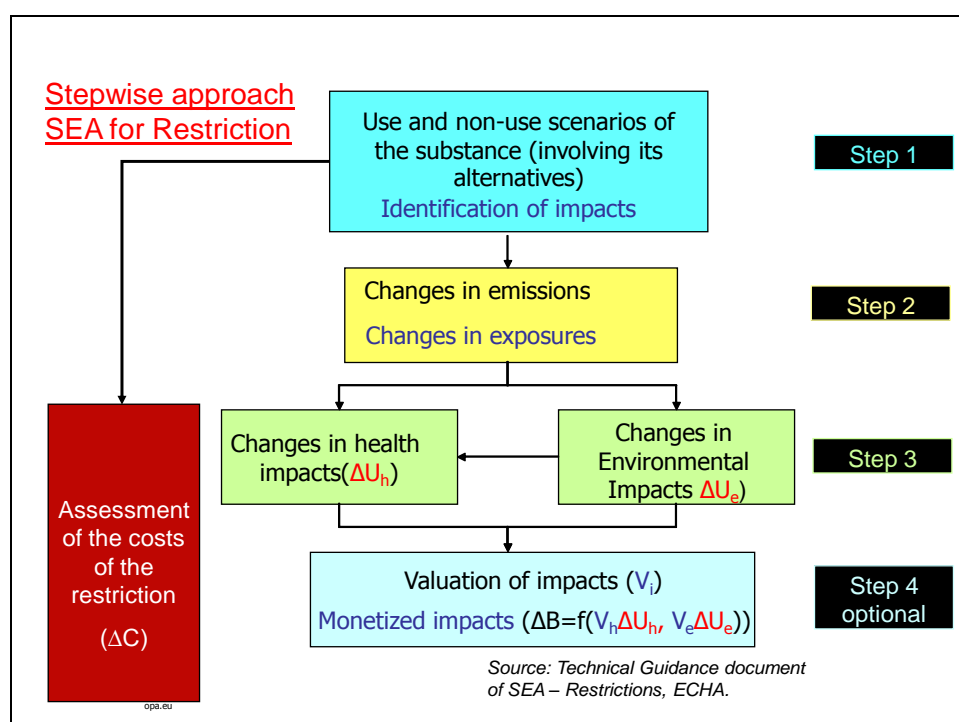 Stepwise approach
SEA for Restriction
Use and non-use scenarios of
the substance (involving its
alternatives)
Identification of impacts
Step 1
Changes in emissions
Changes in exposures
Step 2
Changes in health
impacts(ΔUh)
Changes in
Environmental
Impacts ΔUe)
Step 3
Assessment
of the costs
of the
restriction
(ΔC)
Valuation of impacts (Vi)
Monetized impacts (ΔB=f(VhΔUh, VeΔUe))
Step 4
optional
Source: Technical Guidance document
of SEA – Restrictions, ECHA.
opa.eu